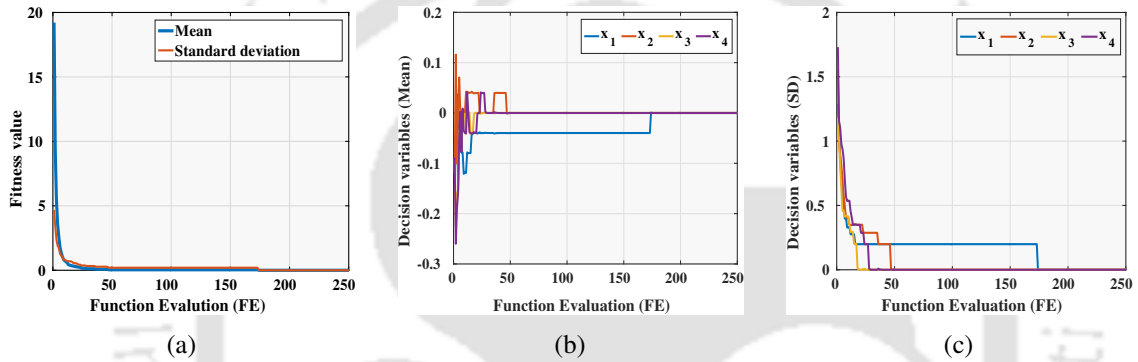 20
15
10
5
0
0 50 100 150 200 250
Fitness value
Function Evalution (FE)
Mean
Standard deviation
(a)
0.2
0.1
0
-0.1
-0.2
-0.3
0 50 100 150 200 250
Decision variables (Mean)
Function Evaluation (FE)
x1 x2 x3 x4
(b)
2
1.5
1
0.5
0
0 50 100 150 200 250
Decision variables (SD)
Function Evaluation (FE)
x1 x2 x3 x4
(c)